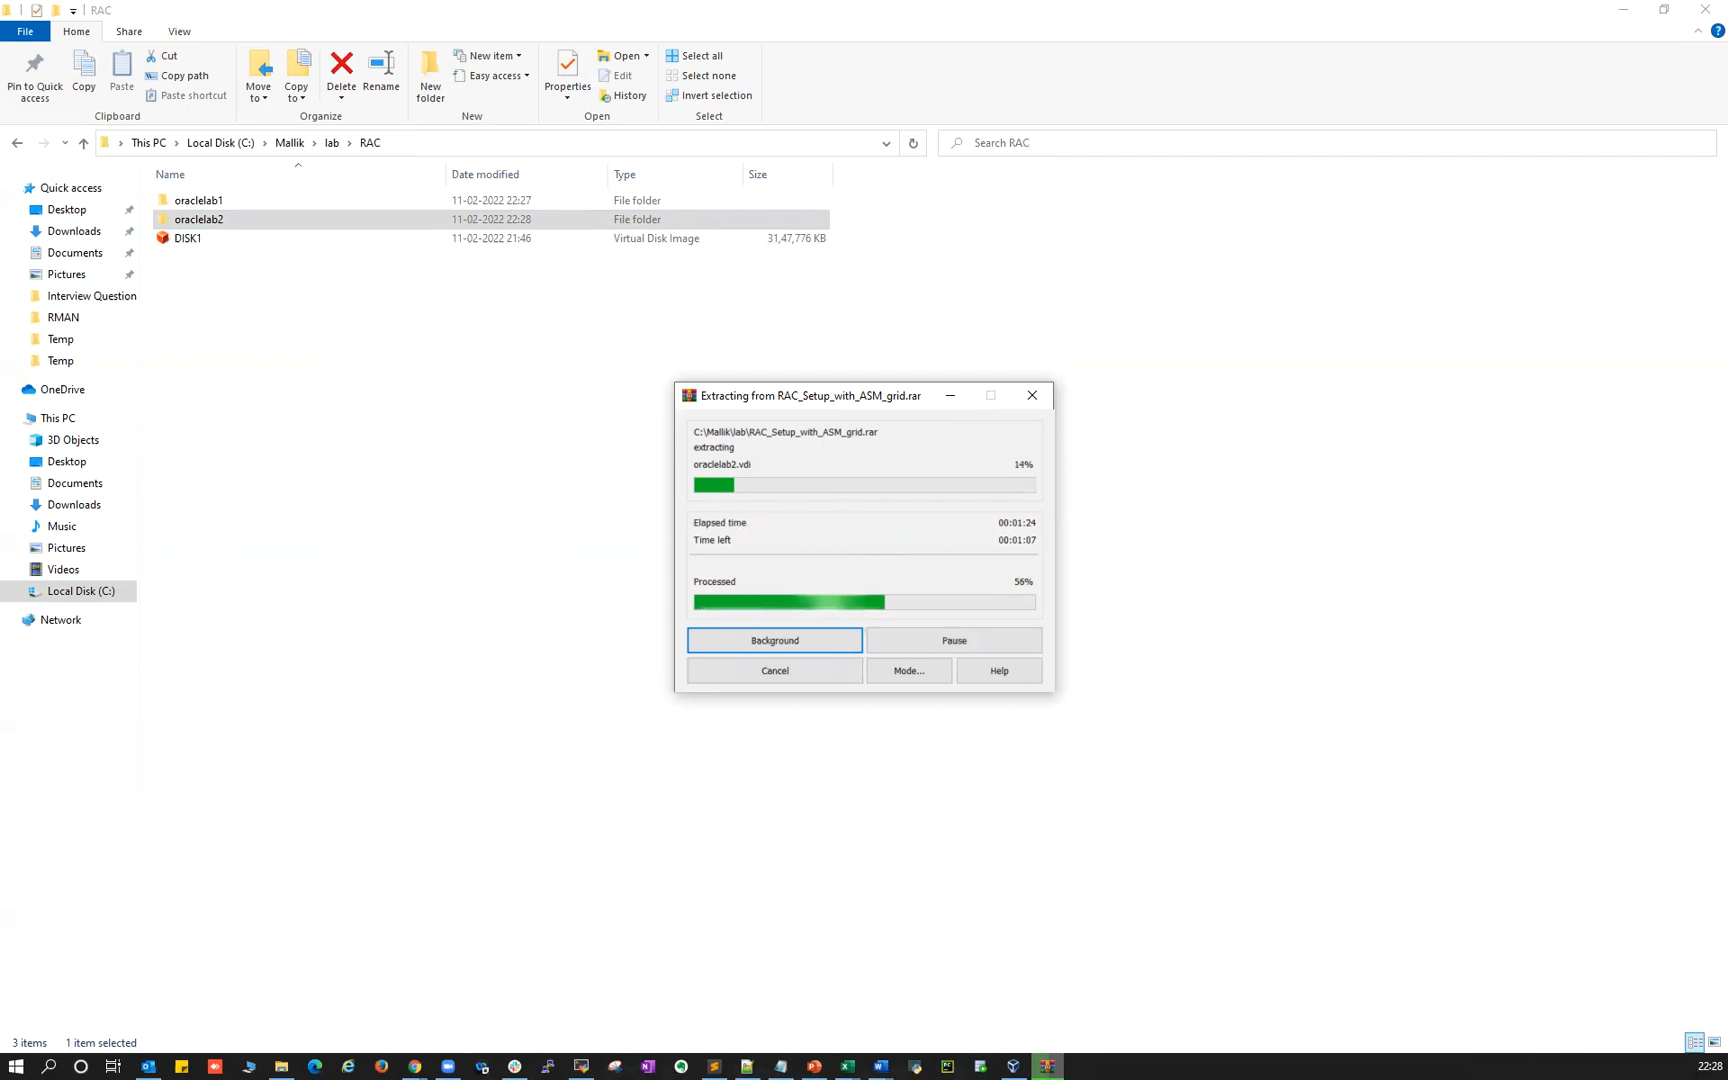 RAC
File Home Share View
Pin to Quick access
Copy
Paste
Cut
Copy path
Paste shortcut
Clipboard
Move to
Copy to
Delete
Rename
Organize
New folder
New item
Easy access
New
Properties
Open
Edit
History
Open
Select all
Select none
Invert selection
Select
This PC > Local Disk (C:) > Mallik > lab > RAC
Search RAC
Name Date modified Type Size
oraclelab1 11-02-2022 22:27 File folder
oraclelab2 11-02-2022 22:28 File folder
DISK1 11-02-2022 21:46 Virtual Disk Image 31,47,776 KB
Quick access
Desktop
Downloads
Documents
Pictures
Interview Question
RMAN
Temp
Temp
OneDrive
This PC
3D Objects
Desktop
Documents
Downloads
Music
Pictures
Videos
Local Disk (C:)
Network
Extracting from RAC_Setup_with_ASM_grid.rar
C:\Mallik\lab\RAC_Setup_with_ASM_grid.rar
extracting
oraclelab2.vdi 14%
Elapsed time 00:01:24
Time left 00:01:07
Processed 56%
Background Pause
Cancel Mode... Help
3 items 1 item selected
22:28